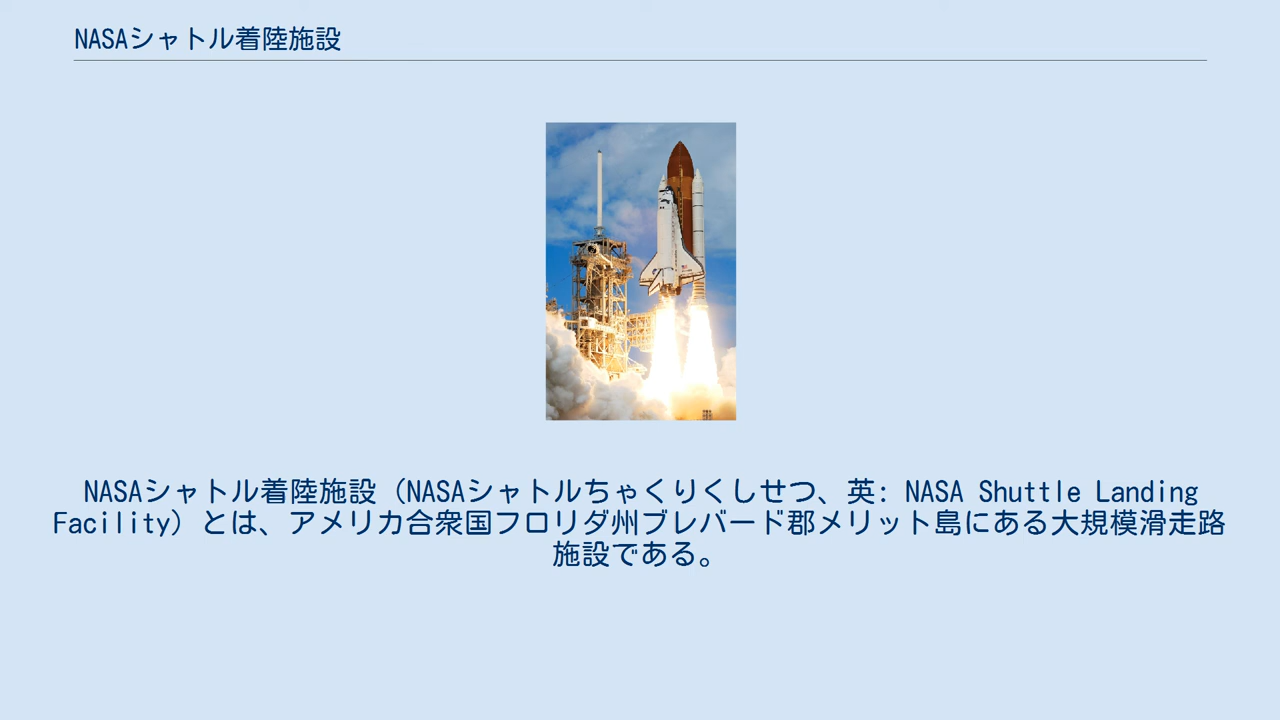 NASAシャトル着陸施設
NASAシャトル着陸施設（NASAシャトルちゃくりくしせつ、英: NASA Shuttle Landing
Facility）とは、アメリカ合衆国フロリダ州ブレバード郡メリット島にある大規模滑走路
施設である。